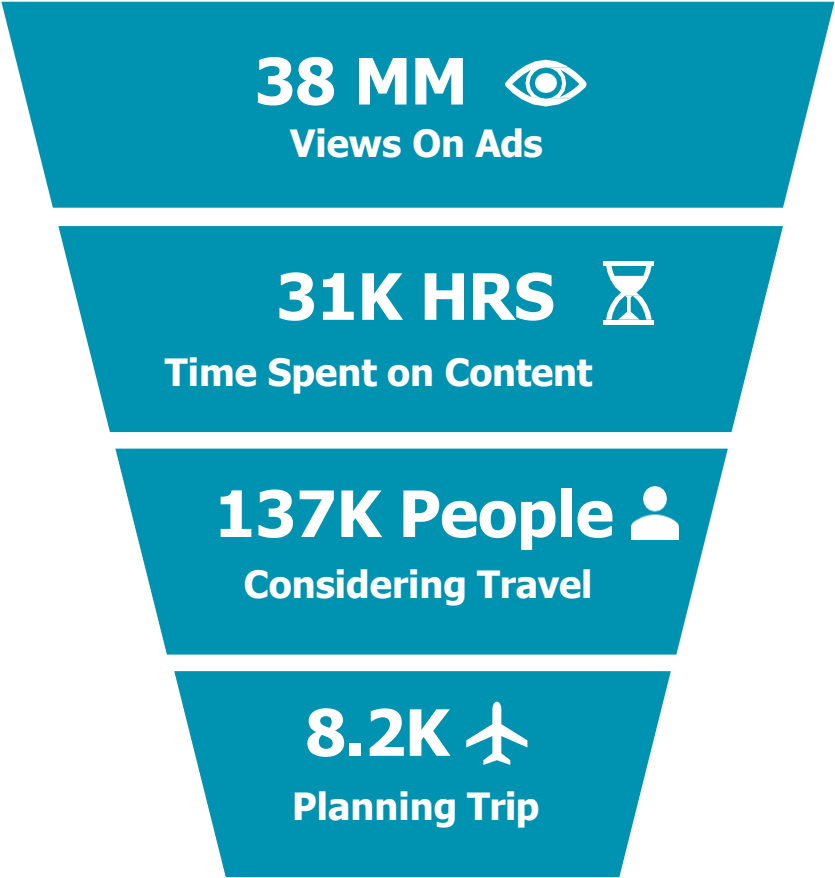 38 MM
Views On Ads
31K HRS
Time Spent on Content
137K People
Considering Travel
8.2K
Planning Trip